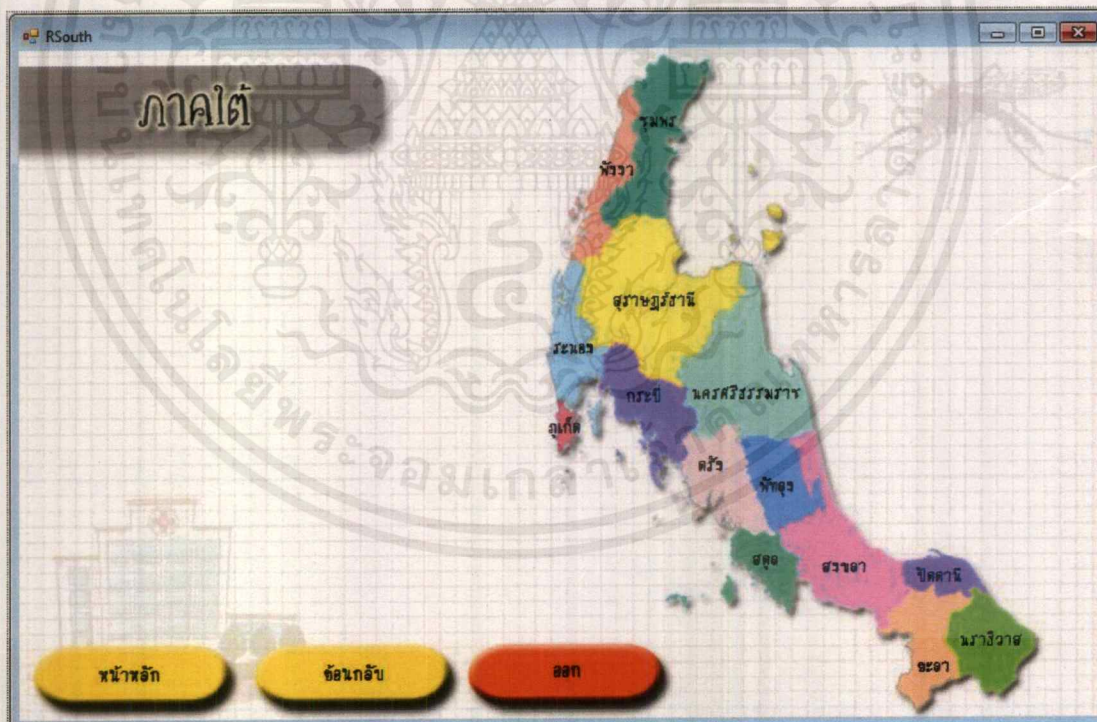 RSouth
ภาคใต้
ชุมพร
พังงา
สุราษฎร์ธานี
ระนอง
กระบี่
นครศรีธรรมราช
ภูเก็ต
ตรัง
พัทลุง
สตูล
สงขลา
ปัตตานี
นราธิวาส
ยะลา
หน้าหลัก
ย้อนกลับ
ออก